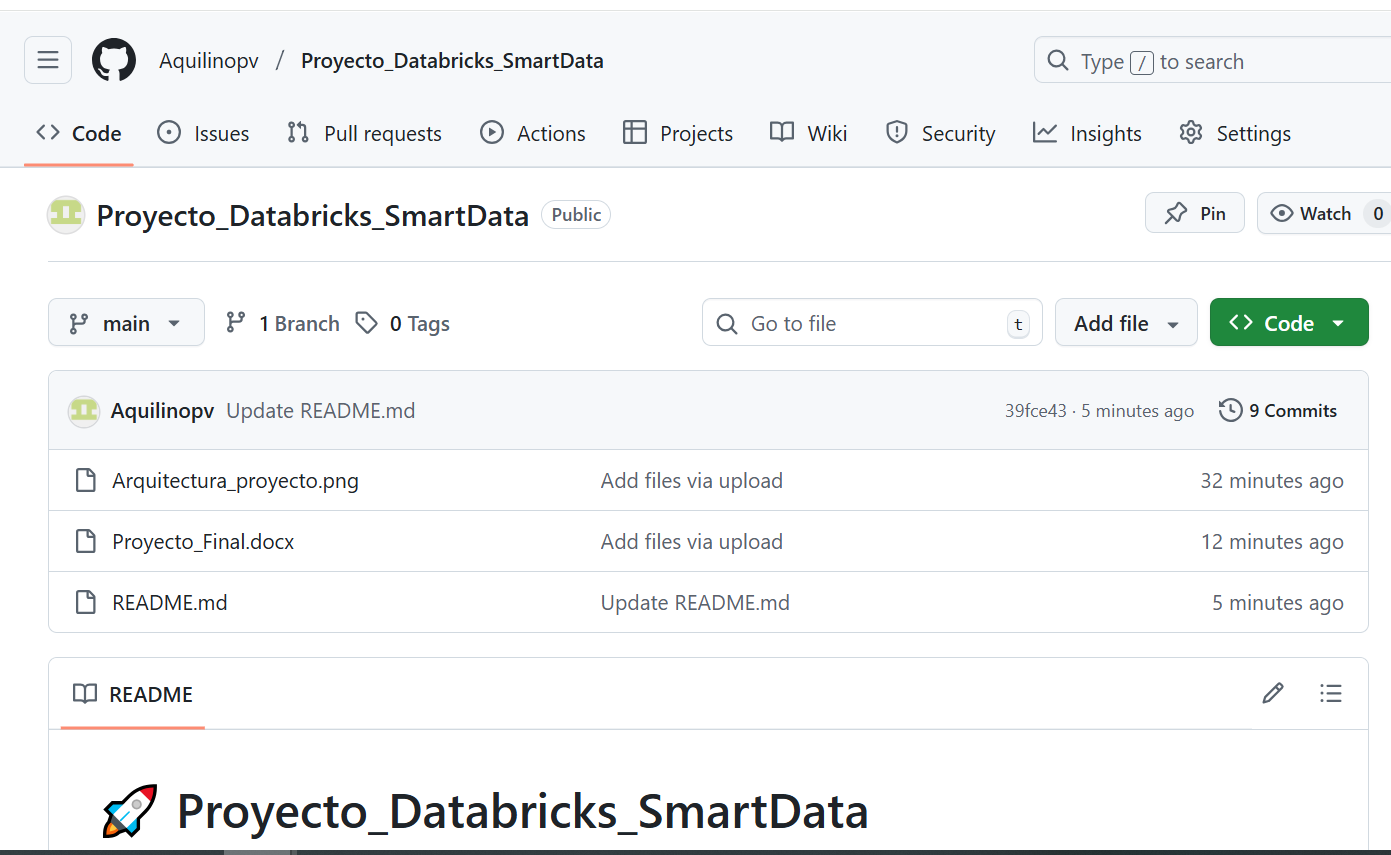 Aquilinopv / Proyecto_Databricks_SmartData
Type / to search
Code Issues Pull requests Actions Projects Wiki Security Insights Settings
Proyecto_Databricks_SmartData Public
Pin Watch 0
main 1 Branch 0 Tags
Go to file t
Add file Code
Aquilinopv Update README.md 39fce43 · 5 minutes ago 9 Commits
Arquitectura_proyecto.png Add files via upload 32 minutes ago
Proyecto_Final.docx Add files via upload 12 minutes ago
README.md Update README.md 5 minutes ago
README
🚀 Proyecto_Databricks_SmartData